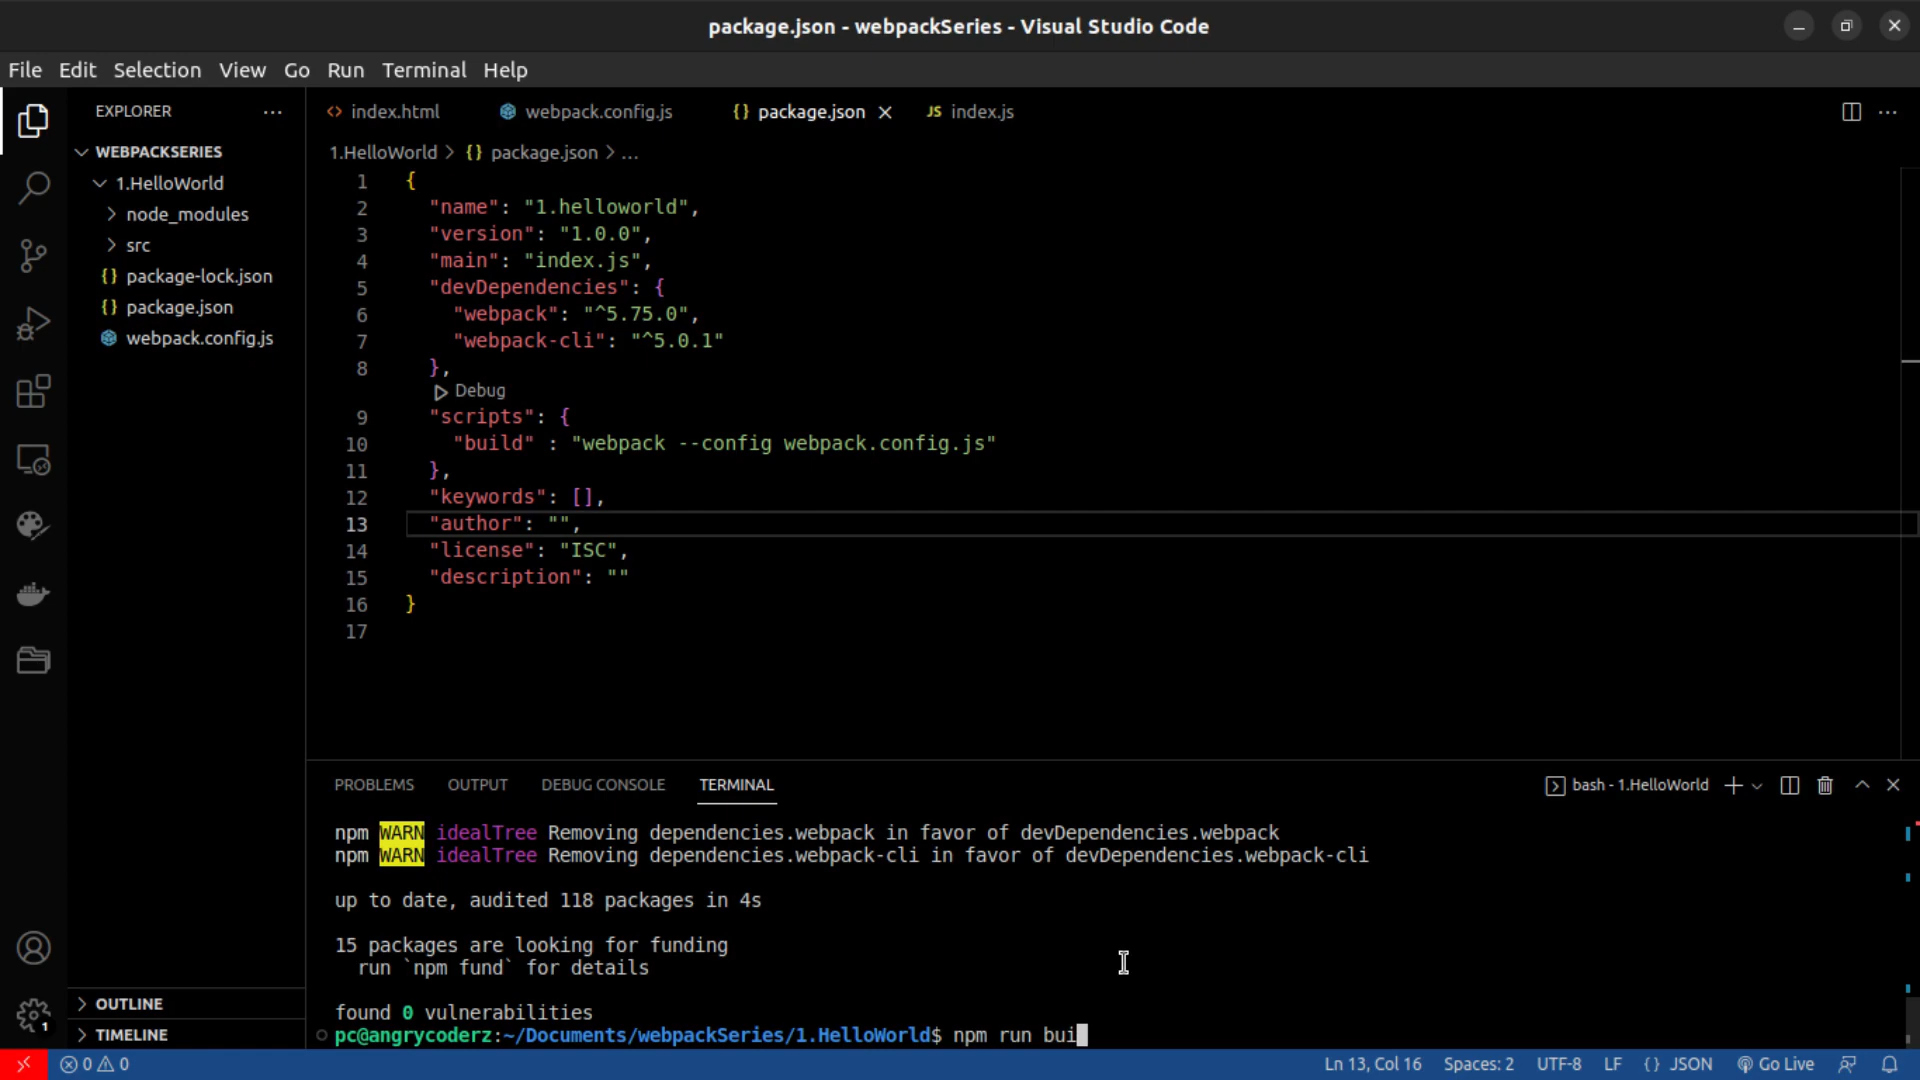 package.json - webpackSeries - Visual Studio Code
File Edit Selection View Go Run Terminal Help
EXPLORER
index.html
webpack.config.js
{} package.json
JS index.js
WEBPACKSERIES
1.HelloWorld
node_modules
src
{} package-lock.json
{} package.json
webpack.config.js
OUTLINE
TIMELINE
1
1.HelloWorld > {} package.json > ...
1 {
2 "name": "1.helloworld",
3 "version": "1.0.0",
4 "main": "index.js",
5 "devDependencies": {
6 "webpack": "^5.75.0",
7 "webpack-cli": "^5.0.1"
8 },
Debug
9 "scripts": {
10 "build" : "webpack --config webpack.config.js"
11 },
12 "keywords": [],
13 "author": "",
14 "license": "ISC",
15 "description": ""
16 }
17
PROBLEMS OUTPUT DEBUG CONSOLE TERMINAL
bash - 1.HelloWorld
npm WARN idealTree Removing dependencies.webpack in favor of devDependencies.webpack
npm WARN idealTree Removing dependencies.webpack-cli in favor of devDependencies.webpack-cli
up to date, audited 118 packages in 4s
15 packages are looking for funding
run `npm fund` for details
found 0 vulnerabilities
pc@angrycoderz:~/Documents/webpackSeries/1.HelloWorld$ npm run bui
0 0
Ln 13, Col 16 Spaces: 2 UTF-8 LF {} JSON Go Live